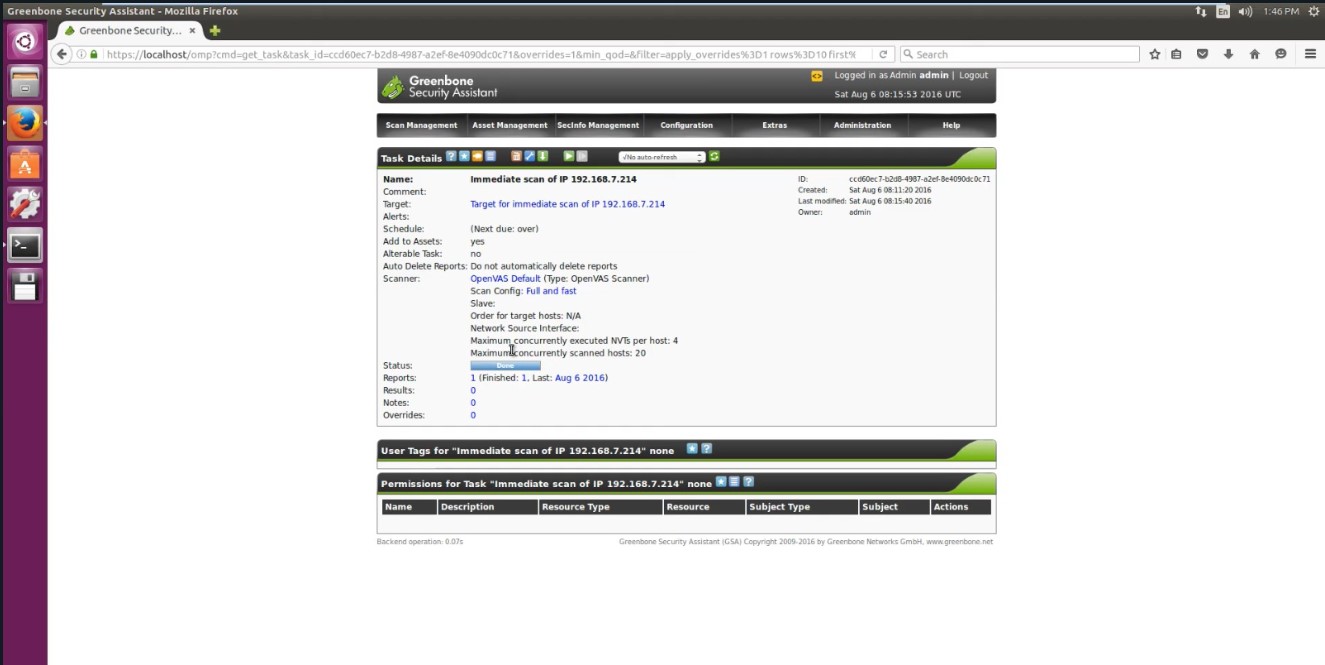 Greenbone Security Assistant - Mozilla Firefox
En 1:46 PM
Greenbone Security... ×
https://localhost/omp?cmd=get_task&task_id=ccd60ec7-b2d8-4987-a2ef-8e4090dc0c71&overrides=1&min_qod=&filter=apply_overrides%3D1 rows%3D10 first%
Search
Greenbone
Security Assistant
Logged in as Admin admin | Logout
Sat Aug 6 08:15:53 2016 UTC
Scan Management Asset Management SecInfo Management Configuration Extras Administration Help
Task Details √No auto-refresh
Name: Immediate scan of IP 192.168.7.214
Comment:
Target: Target for immediate scan of IP 192.168.7.214
Alerts:
Schedule: (Next due: over)
Add to Assets: yes
Alterable Task: no
Auto Delete Reports: Do not automatically delete reports
Scanner: OpenVAS Default (Type: OpenVAS Scanner)
Scan Config: Full and fast
Slave:
Order for target hosts: N/A
Network Source Interface:
Maximum concurrently executed NVTs per host: 4
Maximum concurrently scanned hosts: 20
Status: Done
Reports: 1 (Finished: 1, Last: Aug 6 2016)
Results: 0
Notes: 0
Overrides: 0
ID: ccd60ec7-b2d8-4987-a2ef-8e4090dc0c71
Created: Sat Aug 6 08:11:20 2016
Last modified: Sat Aug 6 08:15:40 2016
Owner: admin
User Tags for "Immediate scan of IP 192.168.7.214" none
Permissions for Task "Immediate scan of IP 192.168.7.214" none
Name Description Resource Type Resource Subject Type Subject Actions
Backend operation: 0.07s
Greenbone Security Assistant (GSA) Copyright 2009-2016 by Greenbone Networks GmbH, www.greenbone.net